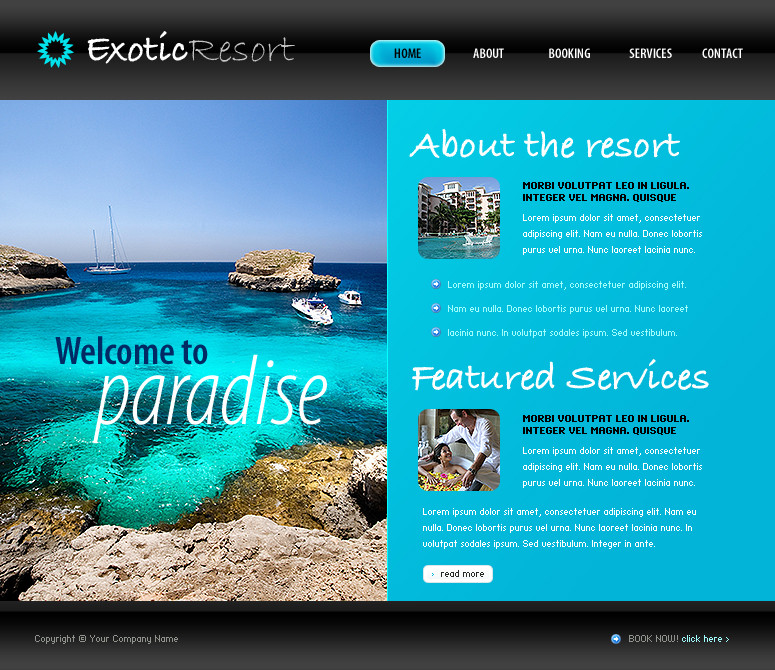 ExoticResort
HOME ABOUT BOOKING SERVICES CONTACT
Welcome to
paradise
About the resort
MORBI VOLUTPAT LEO IN LIGULA.
INTEGER VEL MAGNA. QUISQUE
Lorem ipsum dolor sit amet, consectetuer
adipiscing elit. Nam eu nulla. Donec lobortis
purus vel urna. Nunc laoreet lacinia nunc.
Lorem ipsum dolor sit amet, consectetuer adipiscing elit.
Nam eu nulla. Donec lobortis purus vel urna. Nunc laoreet
lacinia nunc. In volutpat sodales ipsum. Sed vestibulum.
Featured Services
MORBI VOLUTPAT LEO IN LIGULA.
INTEGER VEL MAGNA. QUISQUE
Lorem ipsum dolor sit amet, consectetuer
adipiscing elit. Nam eu nulla. Donec lobortis
purus vel urna. Nunc laoreet lacinia nunc.
Lorem ipsum dolor sit amet, consectetuer adipiscing elit. Nam eu
nulla. Donec lobortis purus vel urna. Nunc laoreet lacinia nunc. In
volutpat sodales ipsum. Sed vestibulum. Integer in ante.
› read more
Copyright © Your Company Name
BOOK NOW! click here ›